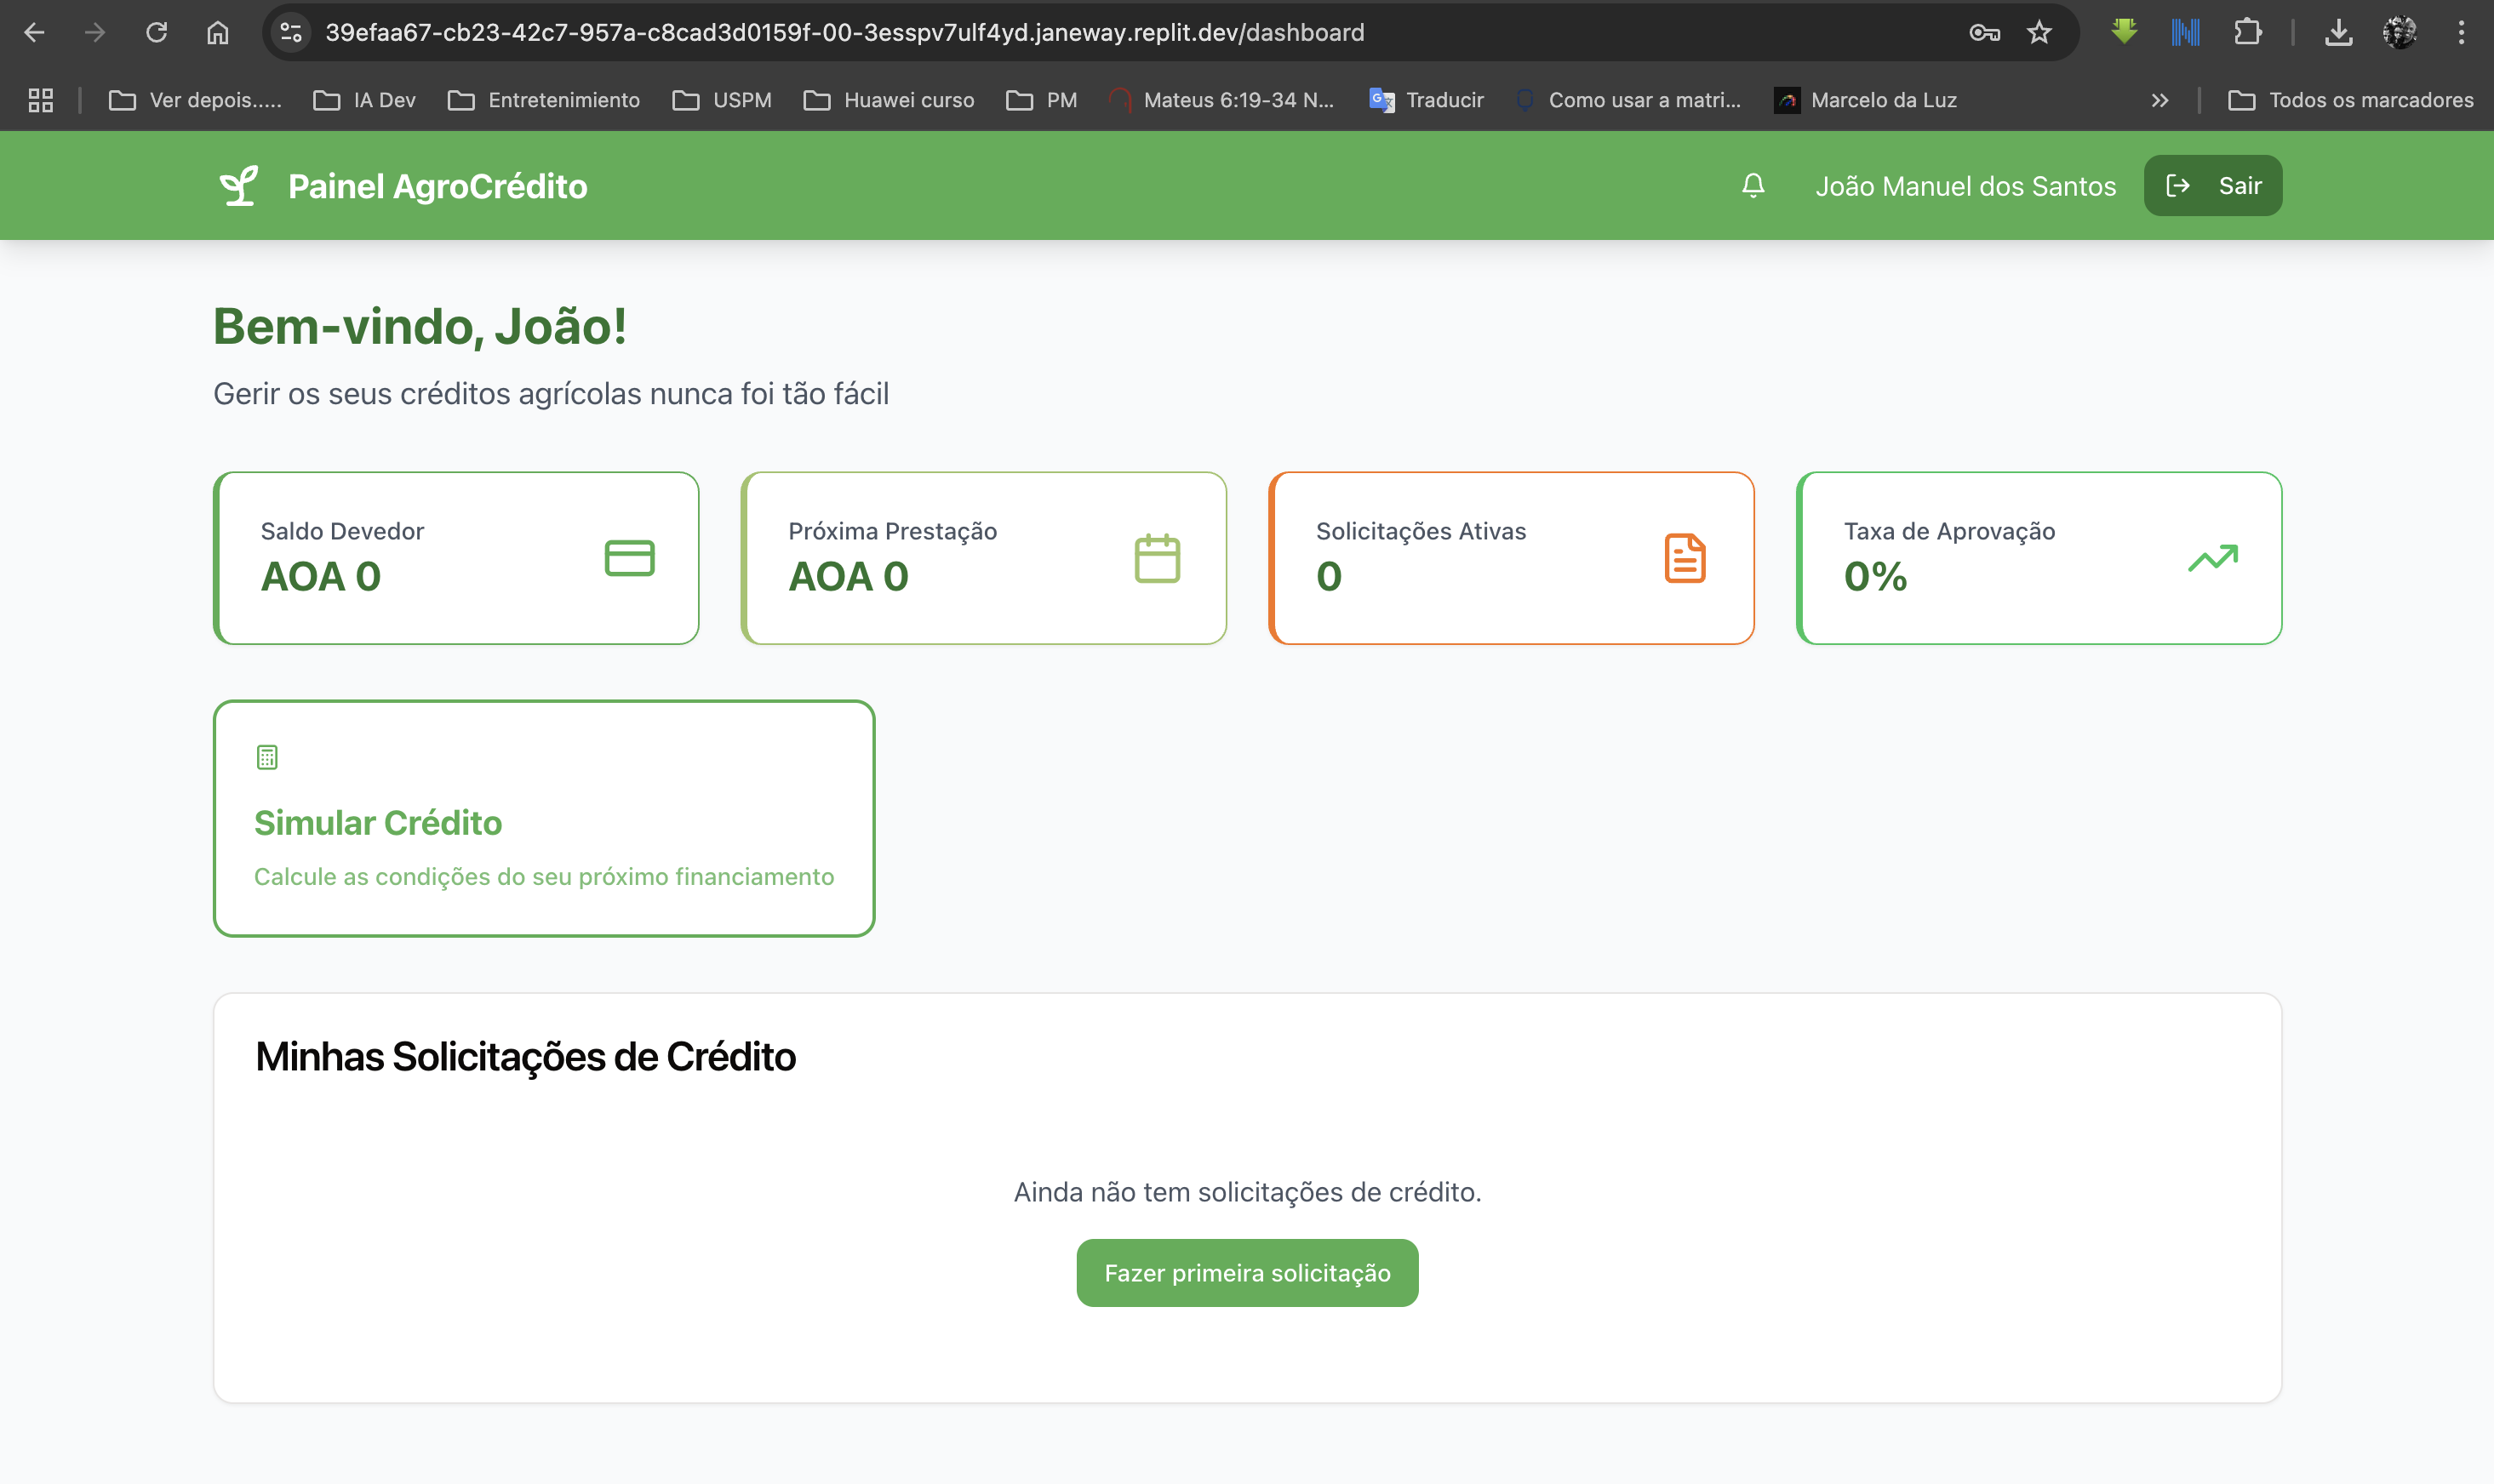 39efaa67-cb23-42c7-957a-c8cad3d0159f-00-3esspv7ulf4yd.janeway.replit.dev/dashboard
Ver depois..... IA Dev Entretenimiento USPM Huawei curso PM Mateus 6:19-34 N... Traducir Como usar a matri... Marcelo da Luz Todos os marcadores
Painel AgroCrédito João Manuel dos Santos Sair
Bem-vindo, João!
Gerir os seus créditos agrícolas nunca foi tão fácil
Saldo Devedor
AOA 0
Próxima Prestação
AOA 0
Solicitações Ativas
0
Taxa de Aprovação
0%
Simular Crédito
Calcule as condições do seu próximo financiamento
Minhas Solicitações de Crédito
Ainda não tem solicitações de crédito.
Fazer primeira solicitação